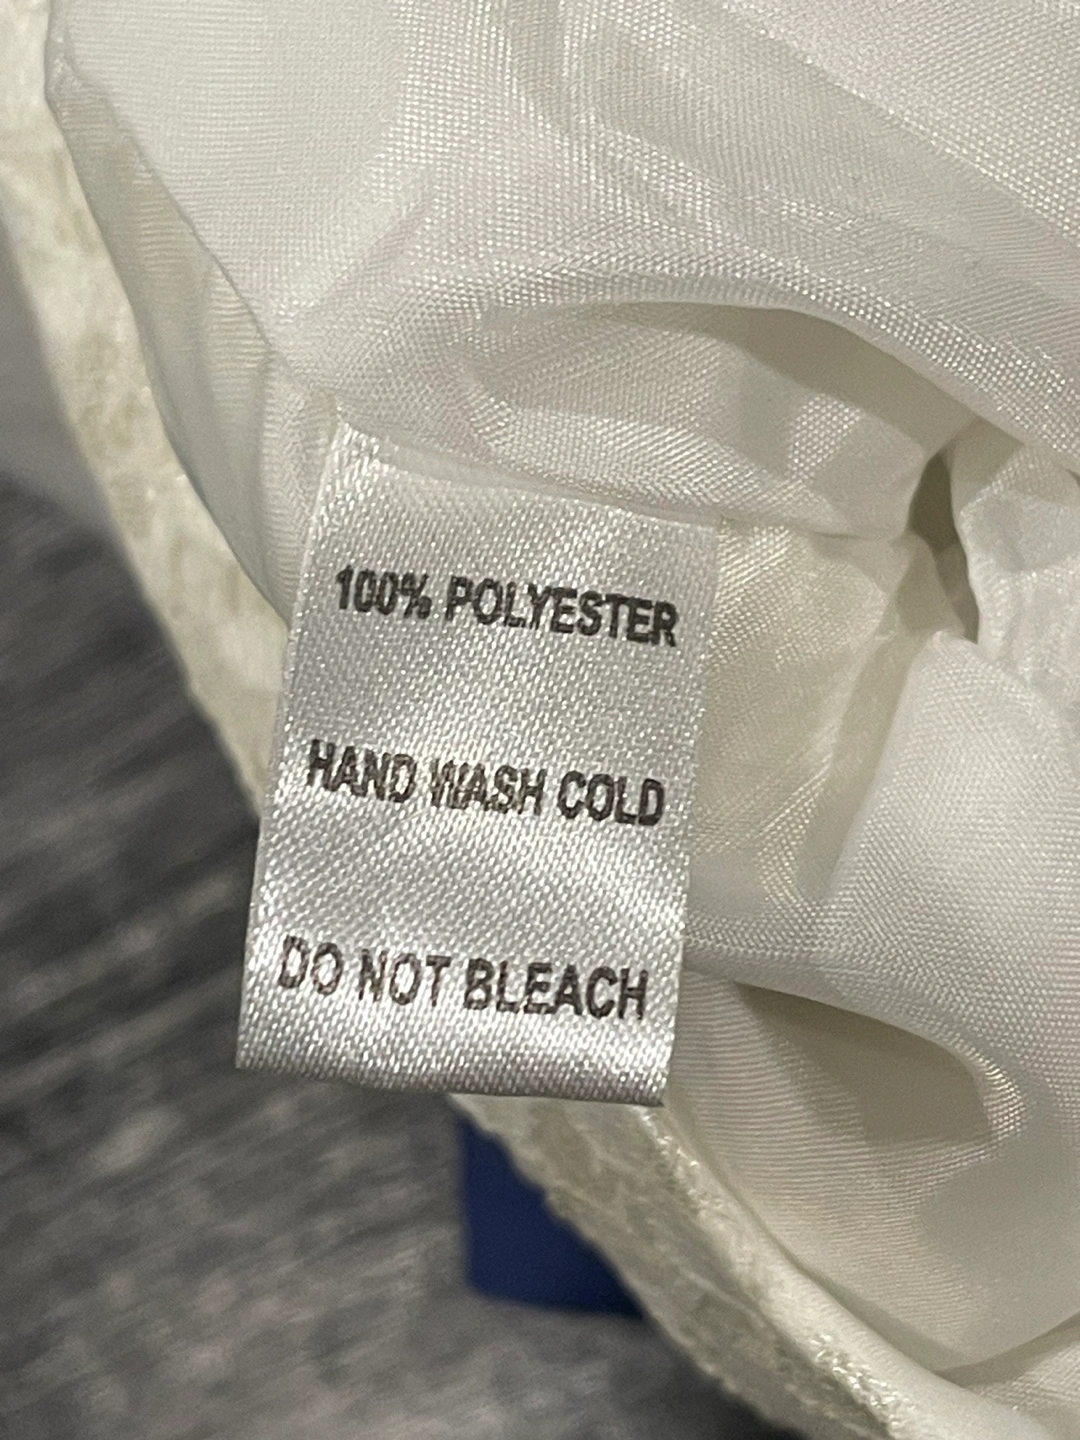 100% POLYESTER
HAND WASH COLD
DO NOT BLEACH